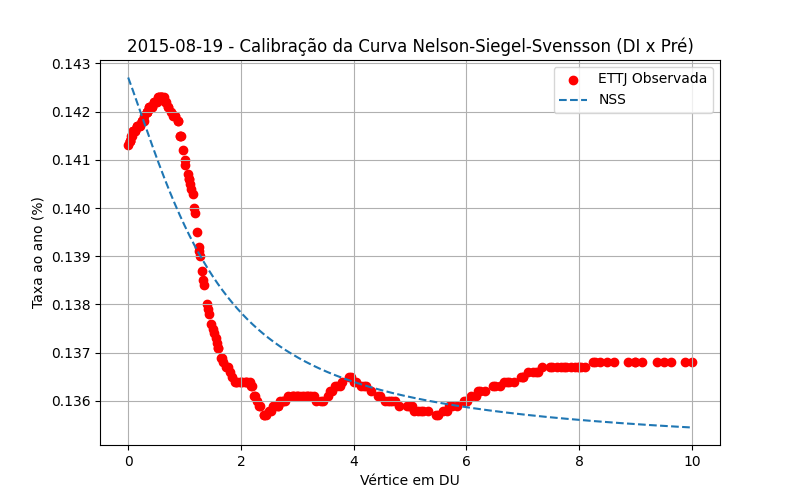 2015-08-19 - Calibração da Curva Nelson-Siegel-Svensson (DI x Pré)
ETTJ Observada
NSS
Taxa ao ano (%)
0.143
0.142
0.141
0.140
0.139
0.138
0.137
0.136
0 2 4 6 8 10
Vértice em DU